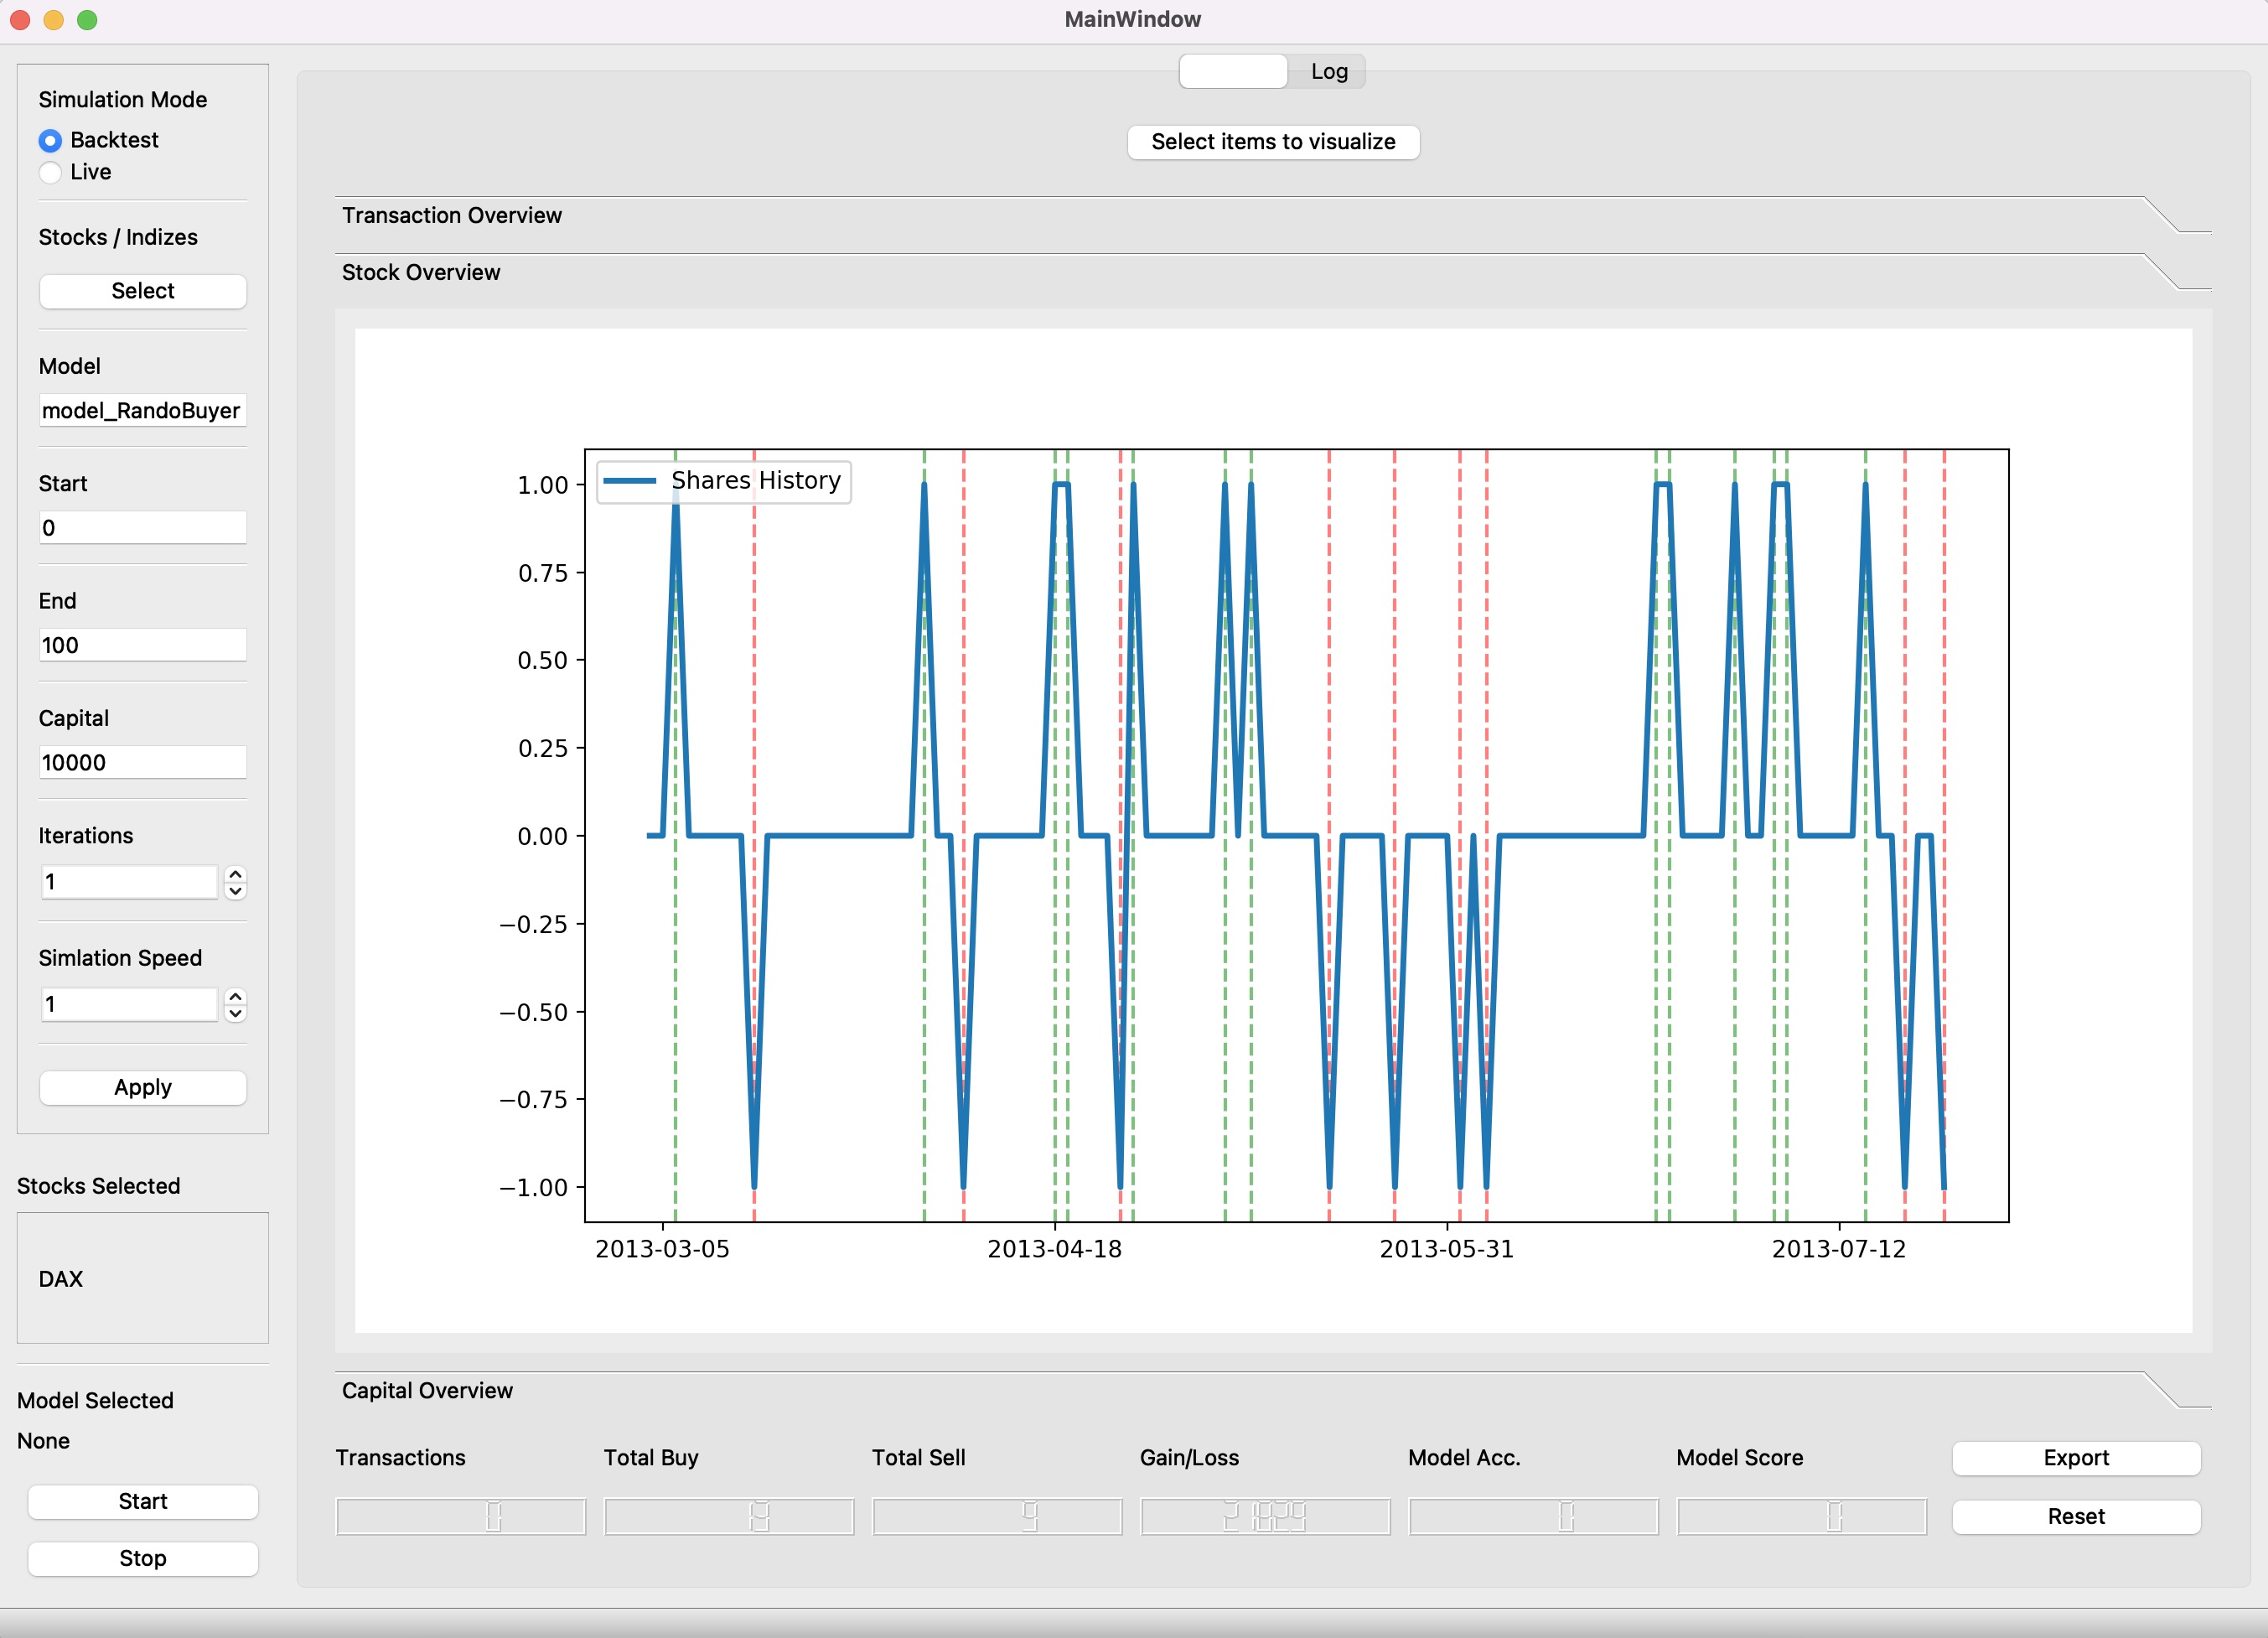 MainWindow
Log
Simulation Mode
Backtest
Live
Stocks / Indizes
Select
Model
model_RandoBuyer
Start
0
End
100
Capital
10000
Iterations
1
Simlation Speed
1
Apply
Stocks Selected
DAX
Model Selected
None
Start
Stop
Select items to visualize
Transaction Overview
Stock Overview
Shares History
1.00
0.75
0.50
0.25
0.00
−0.25
−0.50
−0.75
−1.00
2013-03-05 2013-04-18 2013-05-31 2013-07-12
Capital Overview
Transactions Total Buy Total Sell Gain/Loss Model Acc. Model Score Export
0 9 0 0 Reset